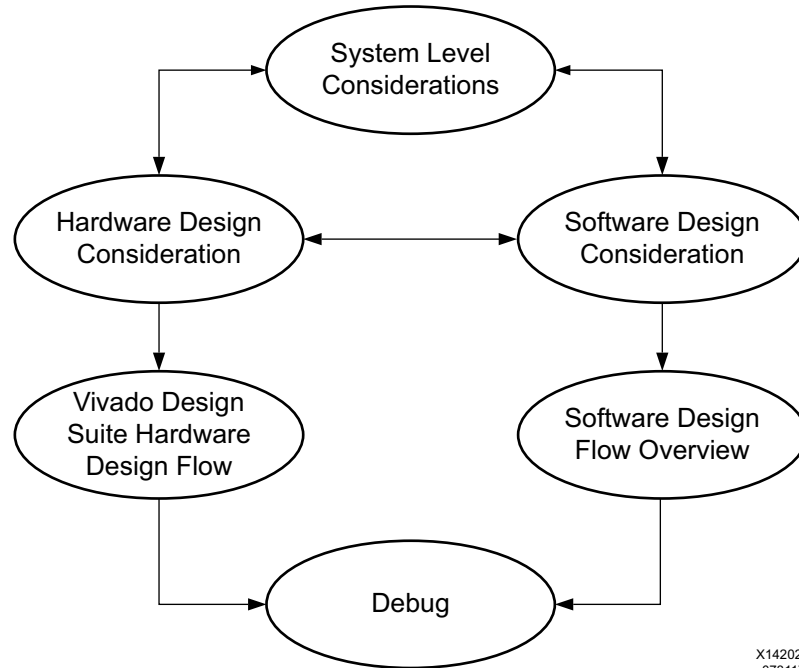 System Level
Considerations
Hardware Design
Consideration
Software Design
Consideration
Vivado Design
Suite Hardware
Design Flow
Software Design
Flow Overview
Debug
X14202